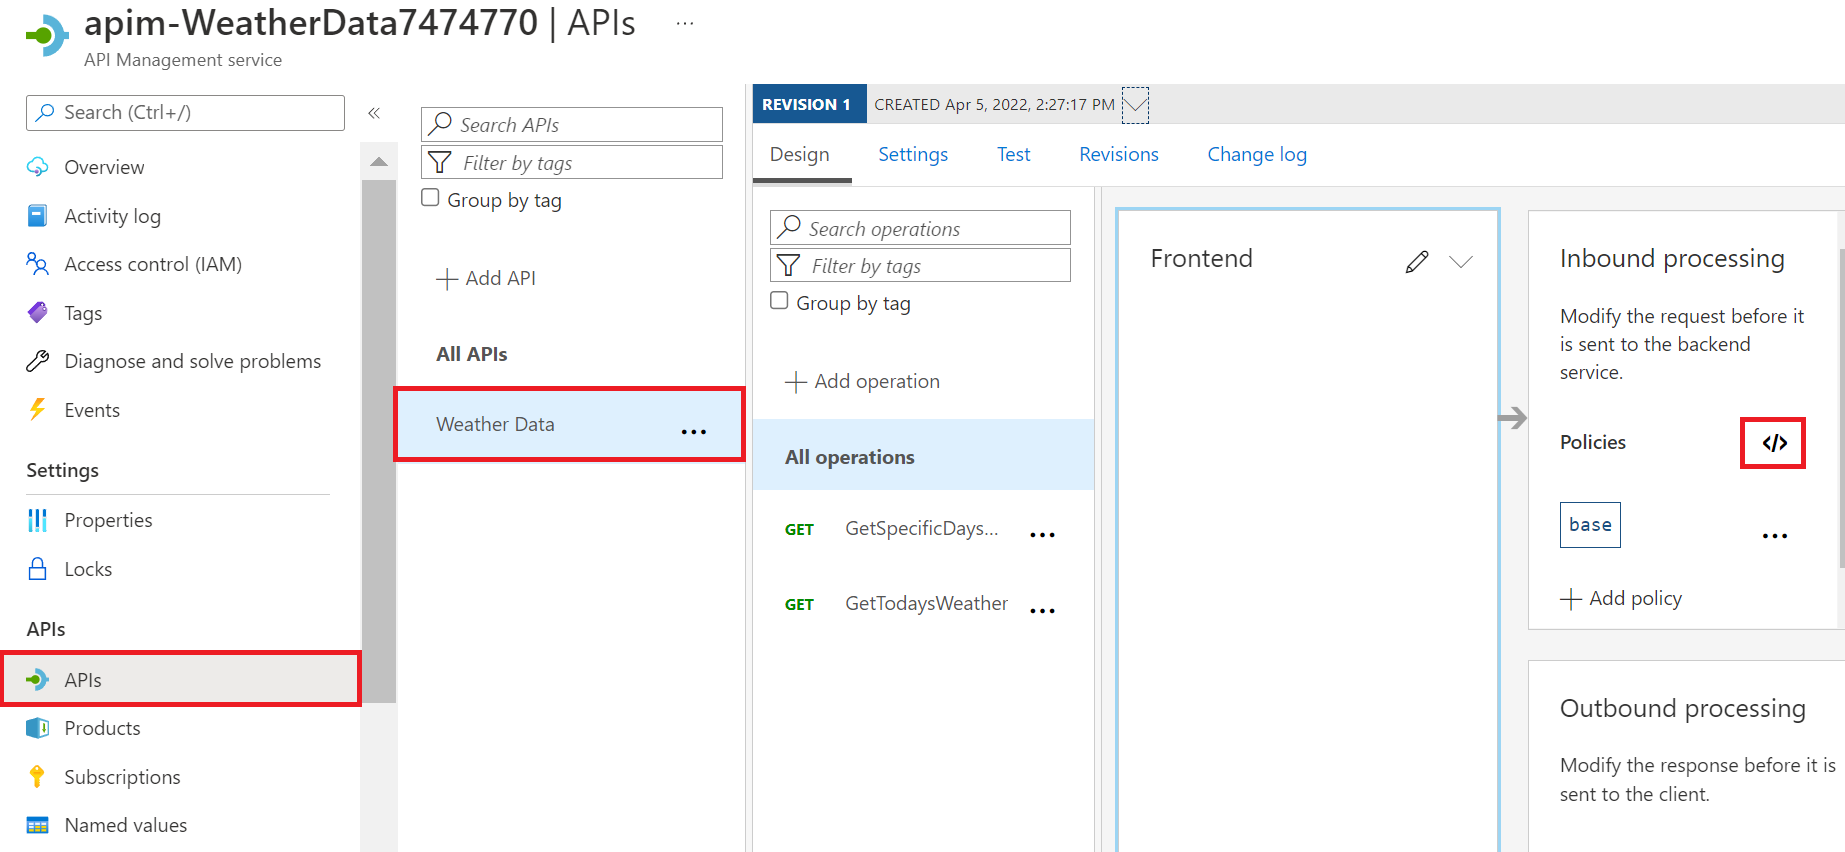 apim-WeatherData7474770 | APIs ...
API Management service
Search (Ctrl+/)
«
Overview
Activity log
Access control (IAM)
Tags
Diagnose and solve problems
Events
Settings
Properties
Locks
APIs
APIs
Products
Subscriptions
Named values
Search APIs
Filter by tags
Group by tag
+ Add API
All APIs
Weather Data ...
REVISION 1 CREATED Apr 5, 2022, 2:27:17 PM
Design Settings Test Revisions Change log
Search operations
Filter by tags
Group by tag
+ Add operation
All operations
GET GetSpecificDays... ...
GET GetTodaysWeather ...
Frontend
Inbound processing
Modify the request before it
is sent to the backend
service.
Policies </>
base ...
+ Add policy
Outbound processing
Modify the response before it is
sent to the client.